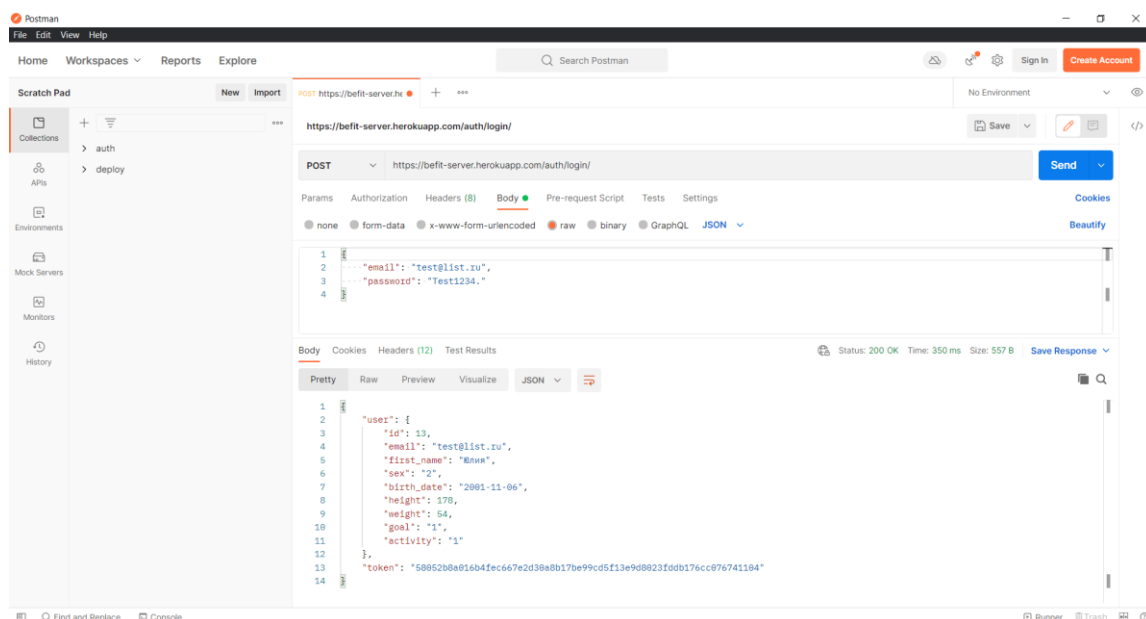 Postman
File Edit View Help
Home Workspaces Reports Explore Search Postman Sign In Create Account
Scratch Pad New Import POST https://befit-server.he No Environment
Collections
APIs
Environments
Mock Servers
Monitors
History
auth
deploy
https://befit-server.herokuapp.com/auth/login/ Save
POST https://befit-server.herokuapp.com/auth/login/ Send
Params Authorization Headers (8) Body Pre-request Script Tests Settings Cookies
none form-data x-www-form-urlencoded raw binary GraphQL JSON Beautify
1
2 "email": "test@list.ru",
3 "password": "Test1234."
4
Body Cookies Headers (12) Test Results Status: 200 OK Time: 350 ms Size: 557 B Save Response
Pretty Raw Preview Visualize JSON
1
2 "user": {
3 "id": 13,
4 "email": "test@list.ru",
5 "first_name": "Юлия",
6 "sex": "2",
7 "birth_date": "2001-11-06",
8 "height": 178,
9 "weight": 54,
10 "goal": "1",
11 "activity": "1"
12 },
13 "token": "58052b8a016b4fec667e2d30a8b17be99cd5f13e9d8023fddb176cc076741104"
14
Find and Replace Console Runner Trash